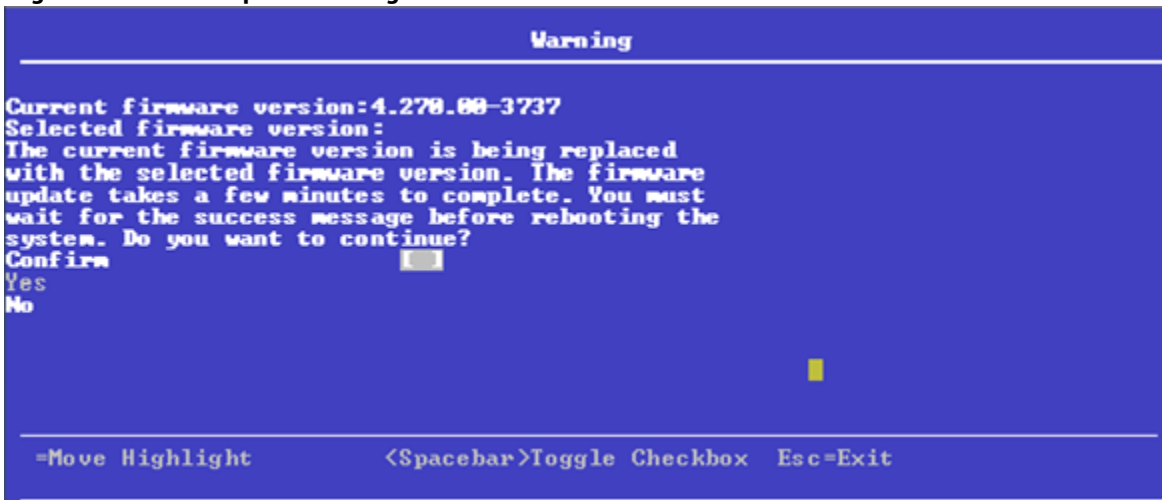 Warning
Current firmware version:4.270.00-3737
Selected firmware version:
The current firmware version is being replaced
with the selected firmware version. The firmware
update takes a few minutes to complete. You must
wait for the success message before rebooting the
system. Do you want to continue?
Confirm [ ]
Yes
No
=Move Highlight <Spacebar>Toggle Checkbox Esc=Exit